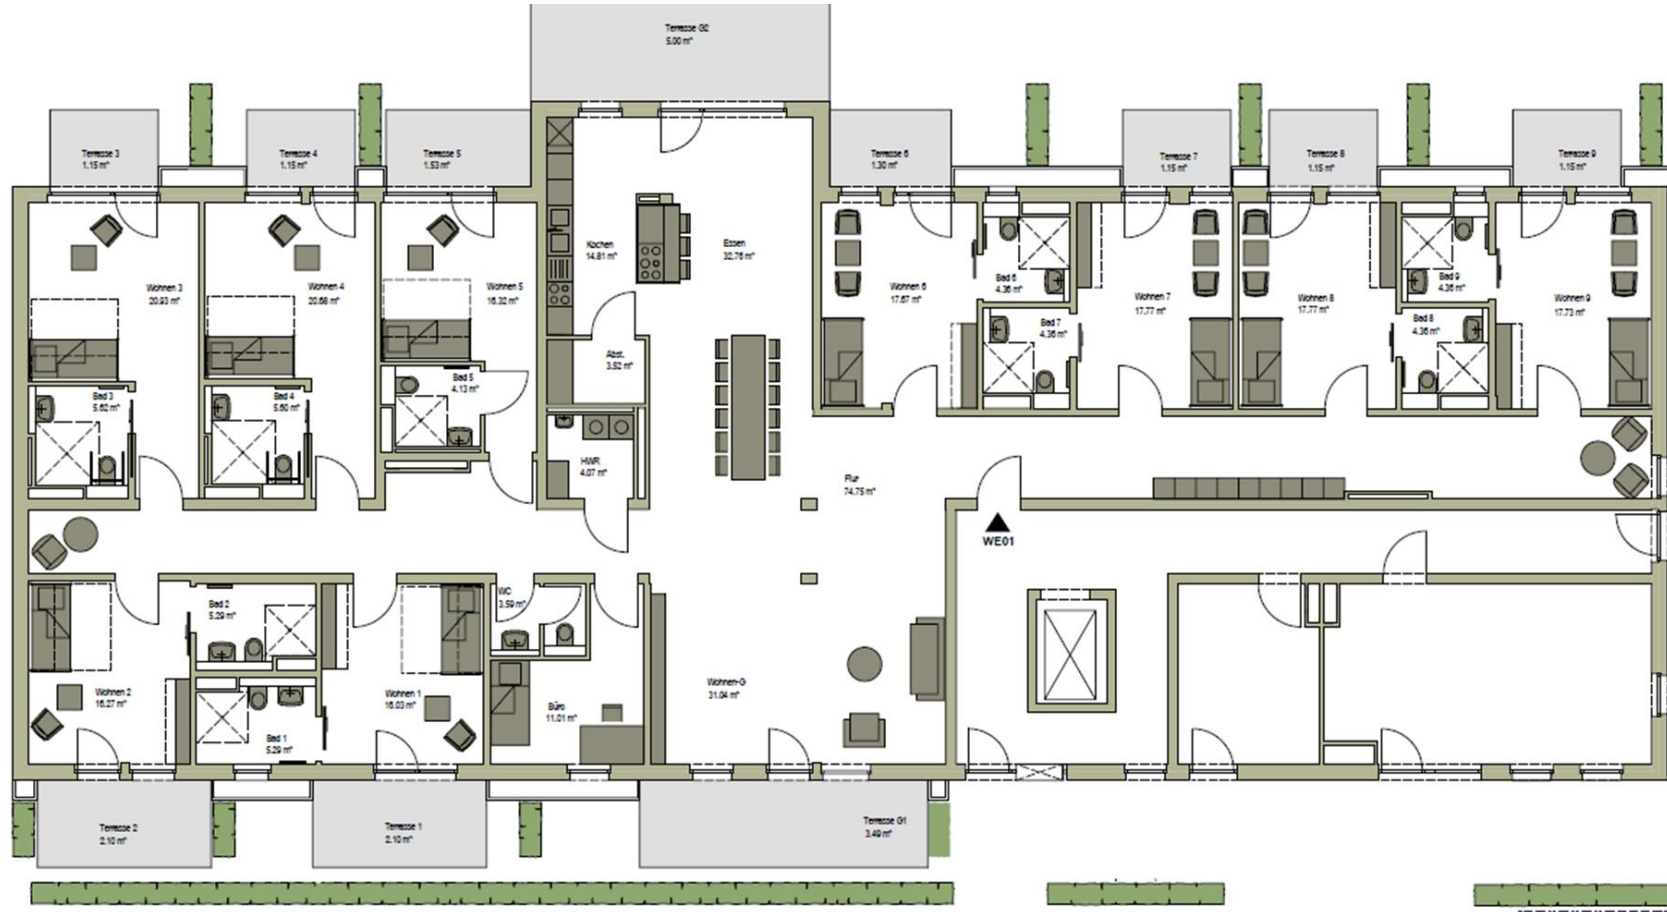 Terrasse G2
5.00 m²
Terrasse 3
1.15 m²
Terrasse 4
1.15 m²
Terrasse 5
1.53 m²
Terrasse 6
1.30 m²
Terrasse 7
1.15 m²
Terrasse 8
1.15 m²
Terrasse 9
1.15 m²
Wohnen 3
20.93 m²
Wohnen 4
20.68 m²
Wohnen 5
16.32 m²
Kochen
14.81 m²
Essen
32.76 m²
Wohnen 6
17.67 m²
Bad 6
4.36 m²
Wohnen 7
17.77 m²
Wohnen 8
17.77 m²
Bad 9
4.36 m²
Wohnen 9
17.73 m²
Bad 7
4.36 m²
Bad 8
4.36 m²
Abst.
3.52 m²
Bad 3
5.62 m²
Bad 4
5.60 m²
Bad 5
4.13 m²
HWR
4.07 m²
Flur
74.75 m²
WE01
Bad 2
5.29 m²
WC
3.59 m²
Wohnen 2
16.27 m²
Wohnen 1
16.03 m²
Büro
11.01 m²
Wohnen-G
31.04 m²
Bad 1
5.29 m²
Terrasse 2
2.10 m²
Terrasse 1
2.10 m²
Terrasse G1
3.49 m²